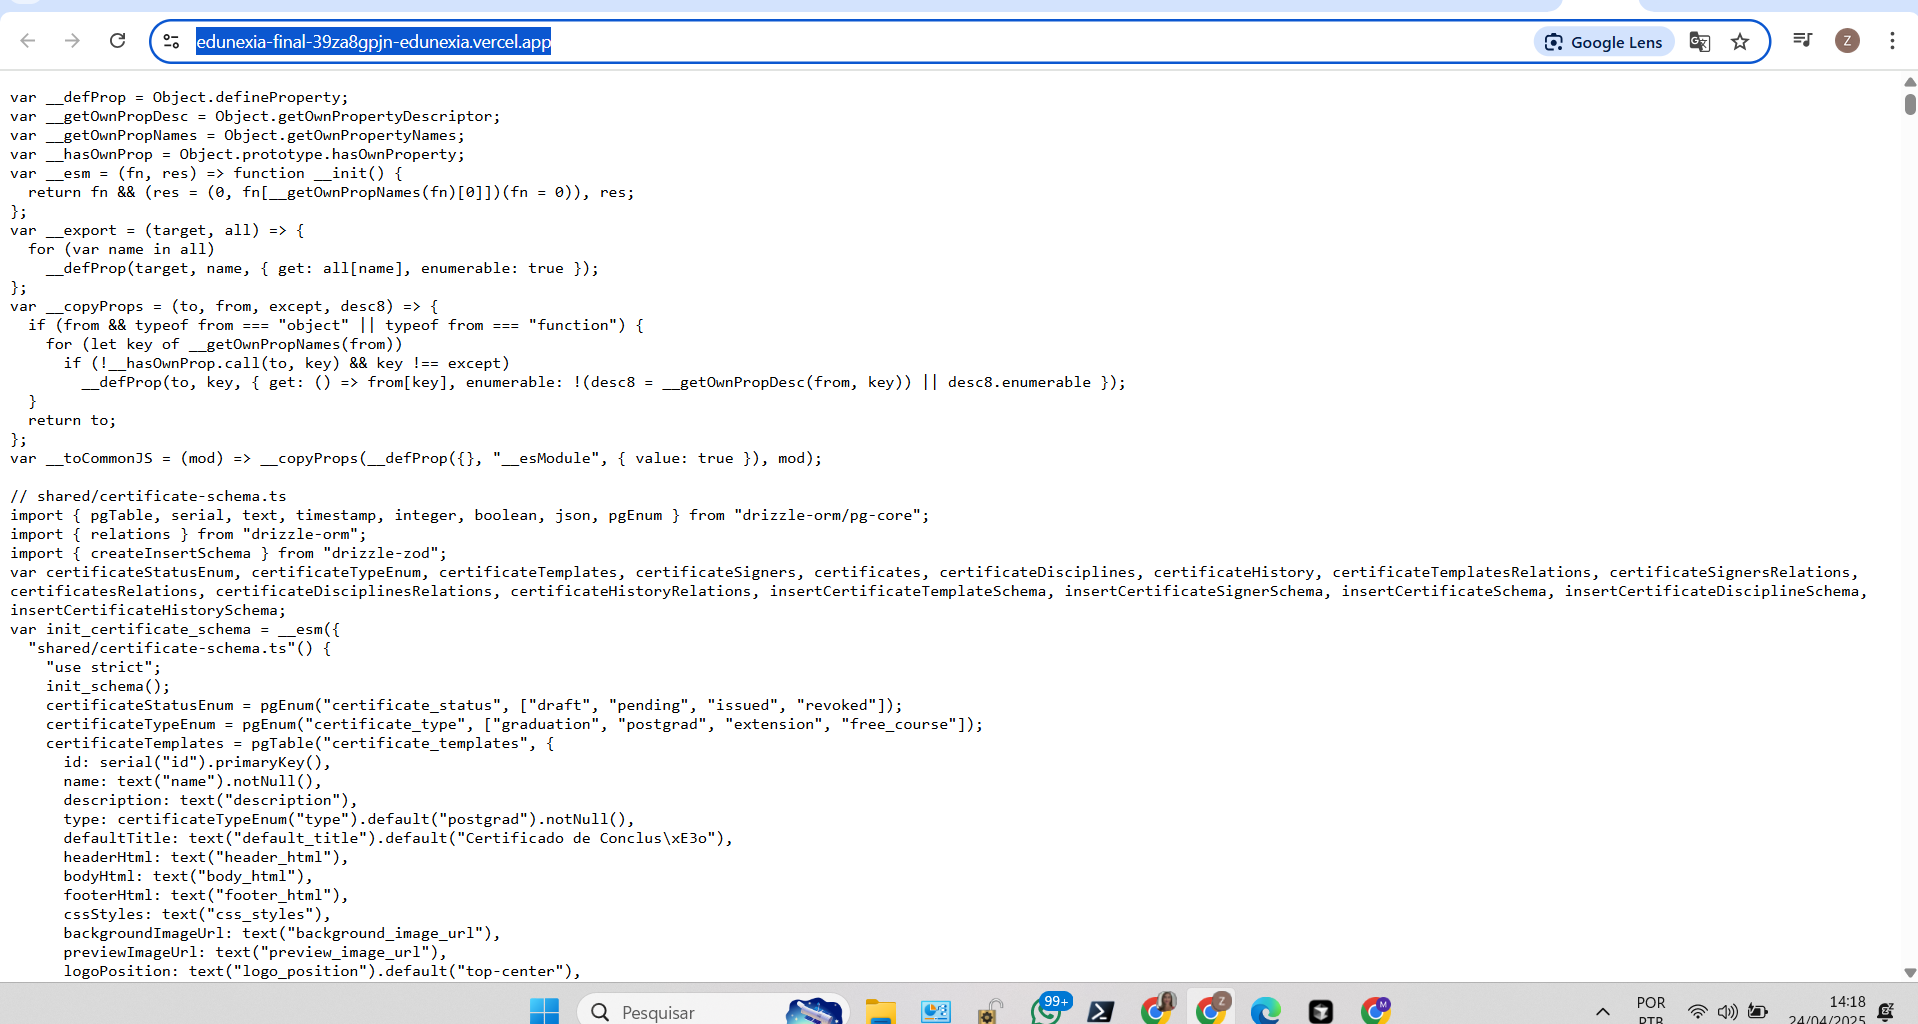 edunexia-final-39za8gpjn-edunexia.vercel.app
Google Lens
Z
var __defProp = Object.defineProperty;
var __getOwnPropDesc = Object.getOwnPropertyDescriptor;
var __getOwnPropNames = Object.getOwnPropertyNames;
var __hasOwnProp = Object.prototype.hasOwnProperty;
var __esm = (fn, res) => function __init() {
  return fn && (res = (0, fn[__getOwnPropNames(fn)[0]])(fn = 0)), res;
};
var __export = (target, all) => {
  for (var name in all)
    __defProp(target, name, { get: all[name], enumerable: true });
};
var __copyProps = (to, from, except, desc8) => {
  if (from && typeof from === "object" || typeof from === "function") {
    for (let key of __getOwnPropNames(from))
      if (!__hasOwnProp.call(to, key) && key !== except)
        __defProp(to, key, { get: () => from[key], enumerable: !(desc8 = __getOwnPropDesc(from, key)) || desc8.enumerable });
  }
  return to;
};
var __toCommonJS = (mod) => __copyProps(__defProp({}, "__esModule", { value: true }), mod);
// shared/certificate-schema.ts
import { pgTable, serial, text, timestamp, integer, boolean, json, pgEnum } from "drizzle-orm/pg-core";
import { relations } from "drizzle-orm";
import { createInsertSchema } from "drizzle-zod";
var certificateStatusEnum, certificateTypeEnum, certificateTemplates, certificateSigners, certificates, certificateDisciplines, certificateHistory, certificateTemplatesRelations, certificateSignersRelations,
certificatesRelations, certificateDisciplinesRelations, certificateHistoryRelations, insertCertificateTemplateSchema, insertCertificateSignerSchema, insertCertificateSchema, insertCertificateDisciplineSchema,
insertCertificateHistorySchema;
var init_certificate_schema = __esm({
  "shared/certificate-schema.ts"() {
    "use strict";
    init_schema();
    certificateStatusEnum = pgEnum("certificate_status", ["draft", "pending", "issued", "revoked"]);
    certificateTypeEnum = pgEnum("certificate_type", ["graduation", "postgrad", "extension", "free_course"]);
    certificateTemplates = pgTable("certificate_templates", {
      id: serial("id").primaryKey(),
      name: text("name").notNull(),
      description: text("description"),
      type: certificateTypeEnum("type").default("postgrad").notNull(),
      defaultTitle: text("default_title").default("Certificado de Conclus\xE3o"),
      headerHtml: text("header_html"),
      bodyHtml: text("body_html"),
      footerHtml: text("footer_html"),
      cssStyles: text("css_styles"),
      backgroundImageUrl: text("background_image_url"),
      previewImageUrl: text("preview_image_url"),
      logoPosition: text("logo_position").default("top-center"),
Pesquisar
99+
Z
M
POR
PTB
14:18
24/04/2025